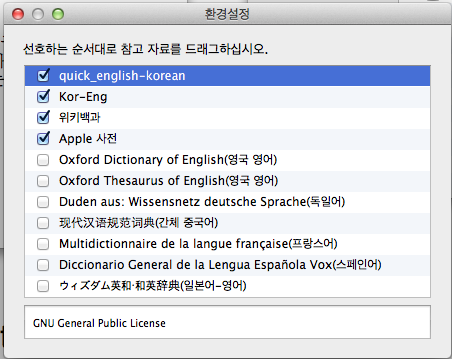 환경설정
선호하는 순서대로 참고 자료를 드래그하십시오.
quick_english-korean
Kor-Eng
위키백과
Apple 사전
Oxford Dictionary of English(영국 영어)
Oxford Thesaurus of English(영국 영어)
Duden aus: Wissensnetz deutsche Sprache(독일어)
现代汉语规范词典(간체 중국어)
Multidictionnaire de la langue française(프랑스어)
Diccionario General de la Lengua Española Vox(스페인어)
ウィズダム英和·和英辞典(일본어-영어)
GNU General Public License